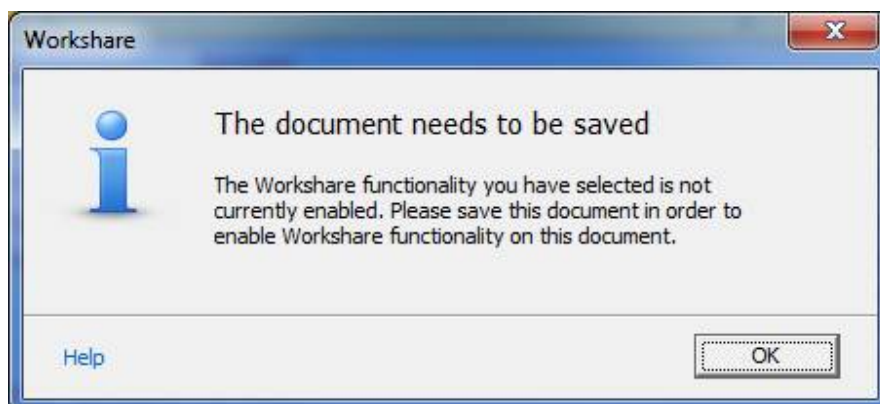 Workshare
The document needs to be saved
The Workshare functionality you have selected is not
currently enabled. Please save this document in order to
enable Workshare functionality on this document.
Help
OK